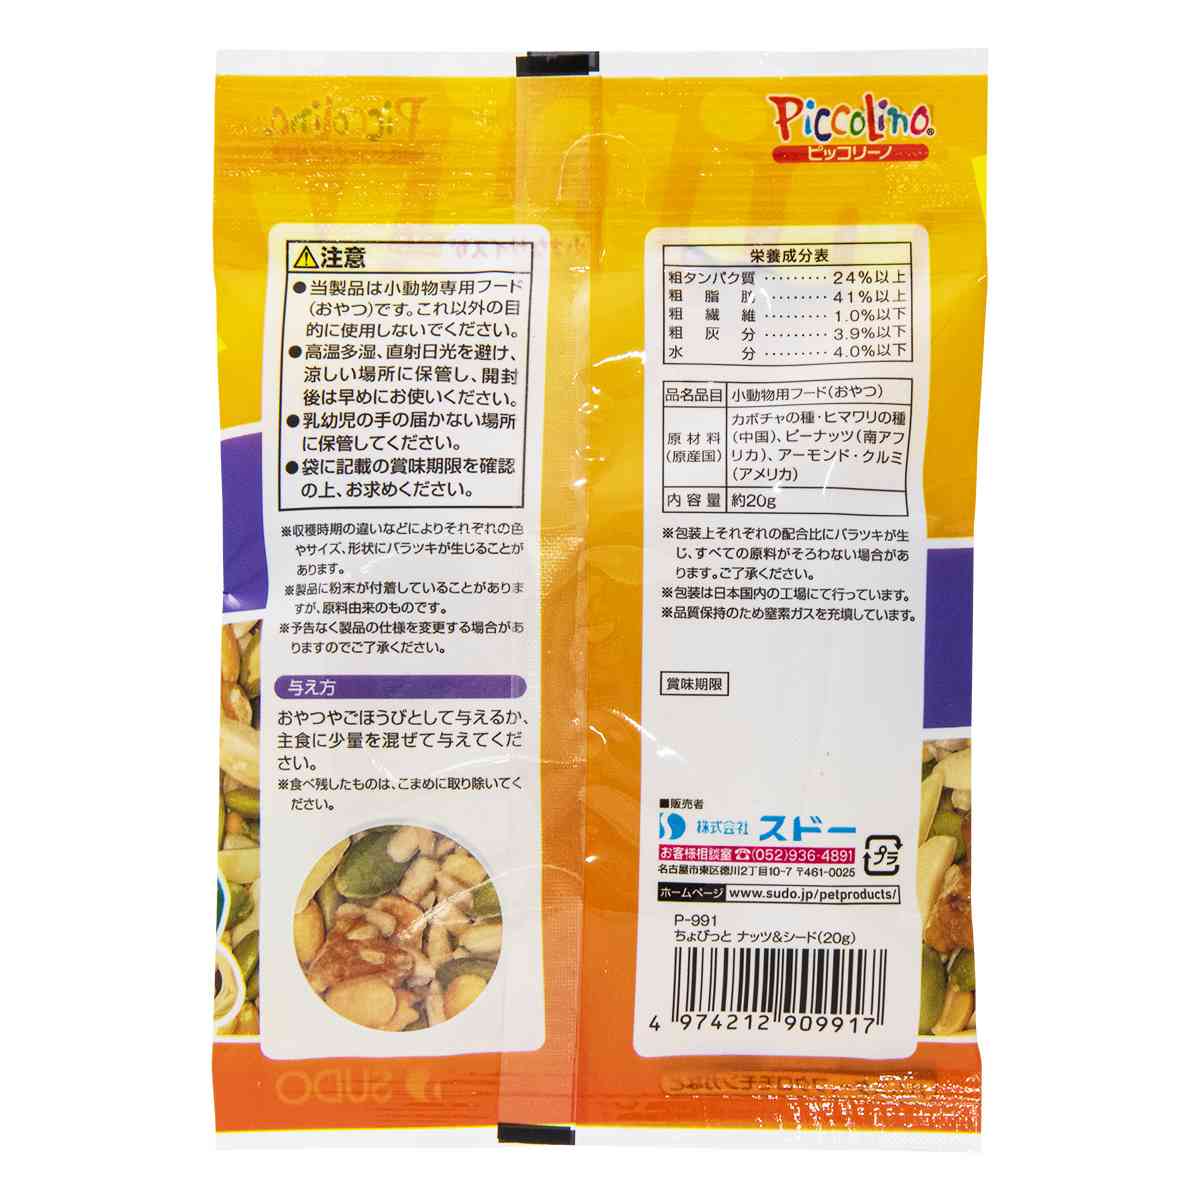 Piccolino®
ピッコリーノ
⚠注意
●当製品は小動物専用フード
(おやつ)です。これ以外の目
的に使用しないでください。
●高温多湿、直射日光を避け、
涼しい場所に保管し、開封
後は早めにお使いください。
●乳幼児の手の届かない場所
に保管してください。
●袋に記載の賞味期限を確認
の上、お求めください。
※収穫時期の違いなどによりそれぞれの色
やサイズ、形状にバラツキが生じることが
あります。
※製品に粉末が付着していることがありま
すが、原料由来のものです。
※予告なく製品の仕様を変更する場合があ
りますのでご了承ください。
与え方
おやつやごほうびとして与えるか、
主食に少量を混ぜて与えてくだ
さい。
※食べ残したものは、こまめに取り除いてく
ださい。
栄養成分表
粗タンパク質 ········· 24%以上
粗脂肪 ········· 41%以上
粗繊維 ········· 1.0%以下
粗灰分 ········· 3.9%以下
水分 ········· 4.0%以下
品名品目 小動物用フード(おやつ)
原材料(原産国) カボチャの種・ヒマワリの種
(中国)、ピーナッツ(南アフ
リカ)、アーモンド・クルミ
(アメリカ)
内容量 約20g
※包装上それぞれの配合比にバラツキが生
じ、すべての原料がそろわない場合があ
ります。ご了承ください。
※包装は日本国内の工場にて行っています。
※品質保持のため窒素ガスを充填しています。
賞味期限
■販売者
株式会社 スドー
お客様相談室☎(052)936-4891
名古屋市東区徳川2丁目10-7 〒461-0025
プラ
ホームページ www.sudo.jp/petproducts/
P-991
ちょびっと ナッツ&シード(20g)
4 974212 909917
SUDO